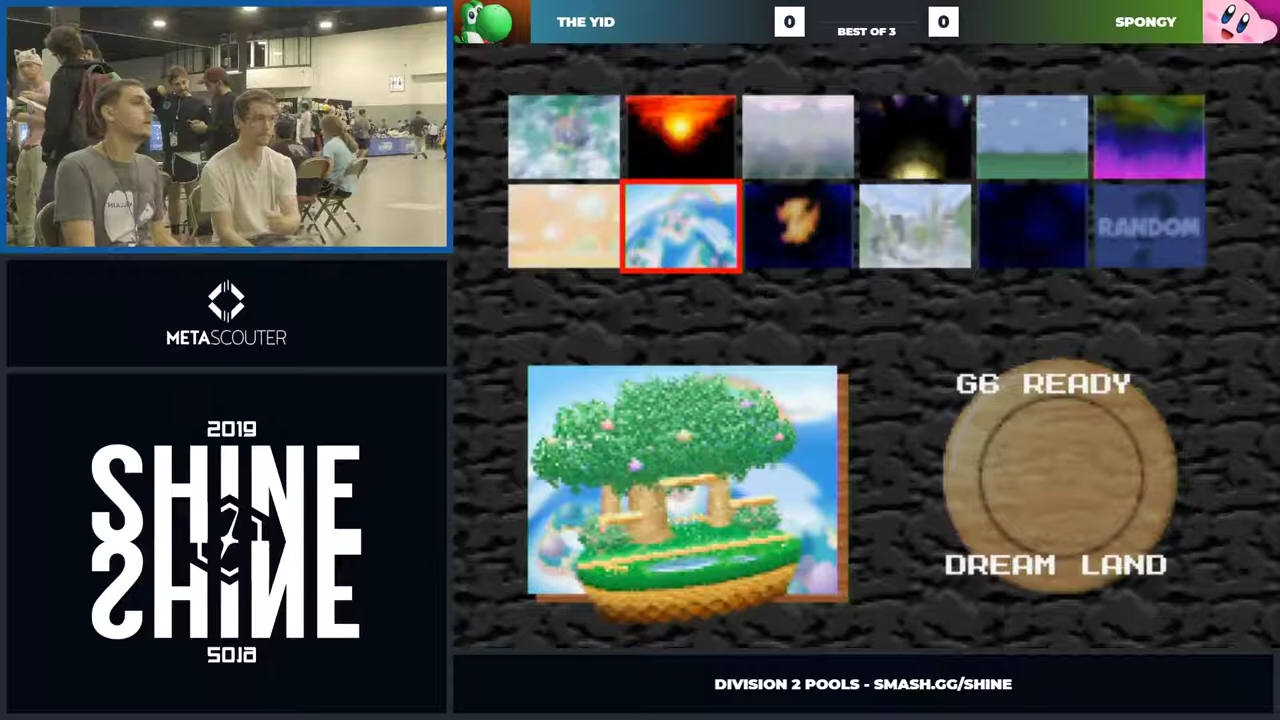 THE YID
0
BEST OF 3
0
SPONGY
RANDOM
METASCOUTER
G6 READY
DREAM LAND
2019
SHINE
DIVISION 2 POOLS - SMASH.GG/SHINE